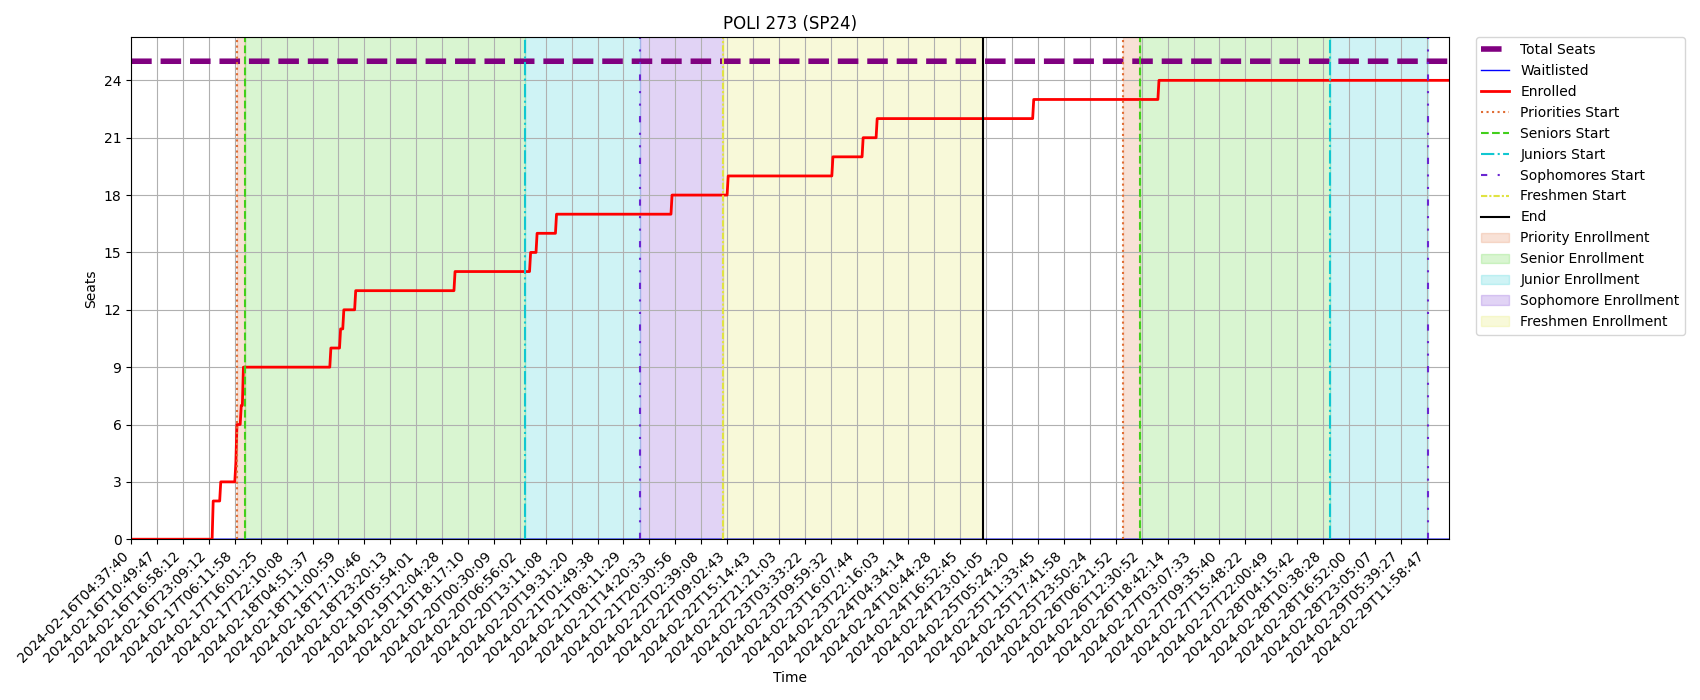 POLI 273 (SP24)
Seats
24
21
18
15
12
9
6
3
0
2024-02-16T04:37:40
2024-02-16T10:49:47
2024-02-16T16:58:12
2024-02-16T23:09:12
2024-02-17T06:11:58
2024-02-17T16:01:25
2024-02-17T22:10:08
2024-02-18T04:51:37
2024-02-18T11:00:59
2024-02-18T17:10:46
2024-02-18T23:20:13
2024-02-19T05:54:01
2024-02-19T12:04:28
2024-02-19T18:17:10
2024-02-20T00:30:09
2024-02-20T06:56:02
2024-02-20T13:11:08
2024-02-20T19:31:20
2024-02-21T01:49:38
2024-02-21T08:11:29
2024-02-21T14:20:33
2024-02-21T20:30:56
2024-02-22T02:39:08
2024-02-22T09:02:43
2024-02-22T15:14:43
2024-02-22T21:21:03
2024-02-23T03:33:22
2024-02-23T09:59:32
2024-02-23T16:07:44
2024-02-23T22:16:03
2024-02-24T04:34:14
2024-02-24T10:44:28
2024-02-24T16:52:45
2024-02-24T23:01:05
2024-02-25T05:24:20
2024-02-25T11:33:45
2024-02-25T17:41:58
2024-02-25T23:50:24
2024-02-26T06:21:52
2024-02-26T12:30:52
2024-02-26T18:42:14
2024-02-27T03:07:33
2024-02-27T09:35:40
2024-02-27T15:48:22
2024-02-27T22:00:49
2024-02-28T04:15:42
2024-02-28T10:38:28
2024-02-28T16:52:00
2024-02-28T23:05:07
2024-02-29T05:39:27
2024-02-29T11:58:47
Time
Total Seats
Waitlisted
Enrolled
Priorities Start
Seniors Start
Juniors Start
Sophomores Start
Freshmen Start
End
Priority Enrollment
Senior Enrollment
Junior Enrollment
Sophomore Enrollment
Freshmen Enrollment